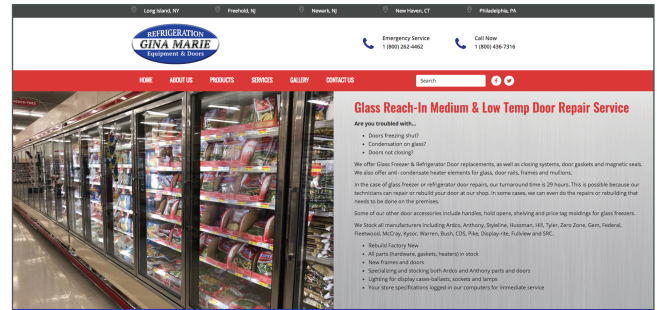 Long Island, NY
Freehold, NJ
Newark, NJ
New Haven, CT
Philadelphia, PA
REFRIGERATION
GINA MARIE
Equipment & Doors
Emergency Service
1 (800) 262-4462
Call Now
1 (800) 436-7316
HOME
ABOUT US
PRODUCTS
SERVICES
GALLERY
CONTACT US
Search
Glass Reach-In Medium & Low Temp Door Repair Service
Are you troubled with...
• Doors freezing shut?
• Condensation on glass?
• Doors not closing?
We offer Glass Freezer & Refrigerator Door replacements, as well as closing systems, door gaskets and magnetic seals.
We also offer anti- condensate heater elements for glass, door rails, frames and mullions.
In the case of glass freezer or refrigerator door repairs, our turnaround time is 29 hours. This is possible because our
technicians can repair or rebuild your door at our shop. In some cases, we can even do the repairs or rebuilding that
needs to be done on the premises.
Some of our other door accessories include handles, hold opens, shelving and price tag moldings for glass freezers.
We Stock all manufacturers including Ardco, Anthony, Styleline, Hussman, Hill, Tyler, Zero Zone, Gem, Federal,
Fleetwood, McCray, Kysor, Warren, Bush, CDS, Pike, Display-rite, Fullview and SRC.
• Rebuild Factory New
• All parts (hardware, gaskets, heaters) in stock
• New frames and doors
• Specializing and stocking both Ardco and Anthony parts and doors
• Lighting for display cases-ballasts, sockets and lamps
• Your store specifications logged-in our computers for immediate service